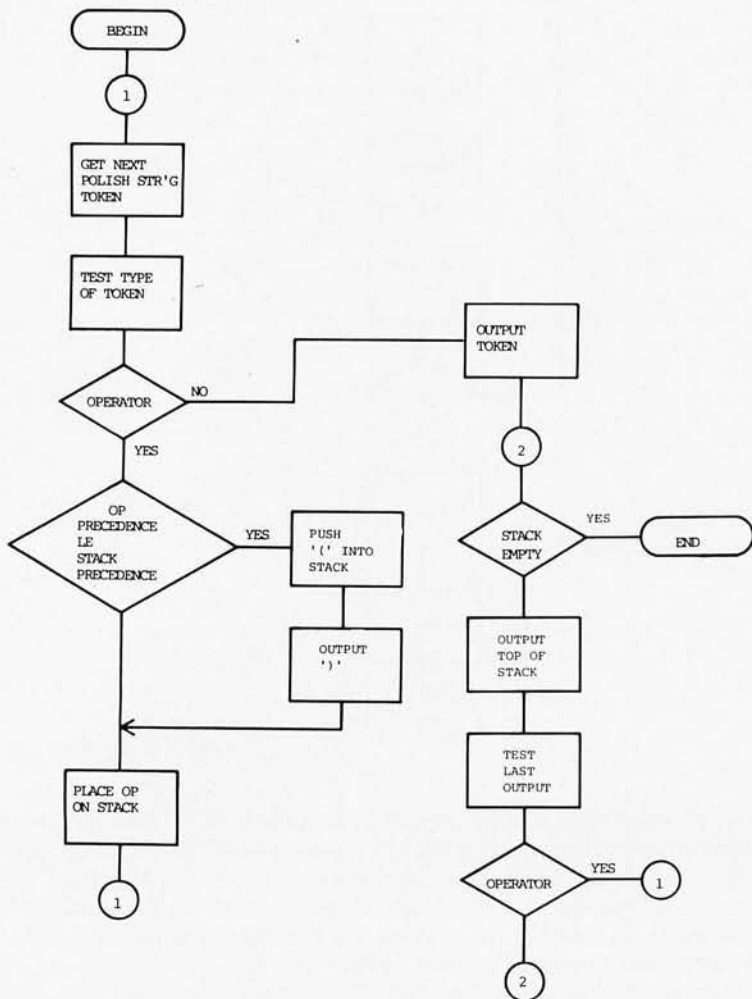 BEGIN
1
GET NEXT
POLISH STR'G
TOKEN
TEST TYPE
OF TOKEN
OPERATOR
NO
YES
OP
PRECEDENCE
LE
STACK
PRECEDENCE
YES
PUSH
'(' INTO
STACK
OUTPUT
')'
PLACE OP
ON STACK
1
OUTPUT
TOKEN
2
STACK
EMPTY
YES
END
OUTPUT
TOP OF
STACK
TEST
LAST
OUTPUT
OPERATOR
YES
1
2